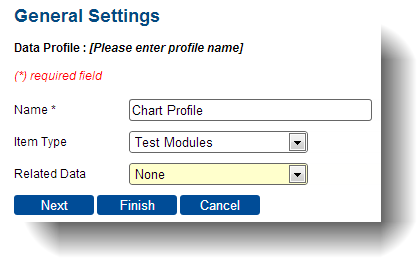 General Settings
Data Profile : [Please enter profile name]
(*) required field
Name * Chart Profile
Item Type Test Modules
Related Data None
Next Finish Cancel